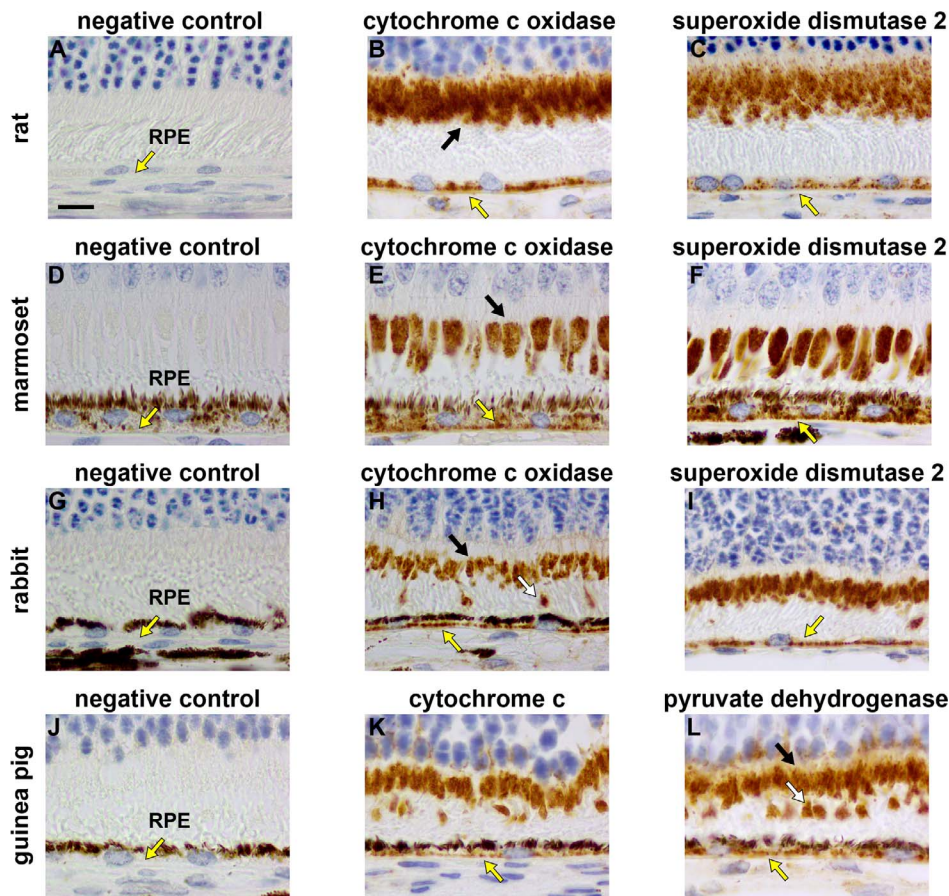 negative control cytochrome c oxidase superoxide dismutase 2
A B C
rat
RPE
negative control cytochrome c oxidase superoxide dismutase 2
D E F
marmoset
RPE
negative control cytochrome c oxidase superoxide dismutase 2
G H I
rabbit
RPE
negative control cytochrome c pyruvate dehydrogenase
J K L
guinea pig
RPE